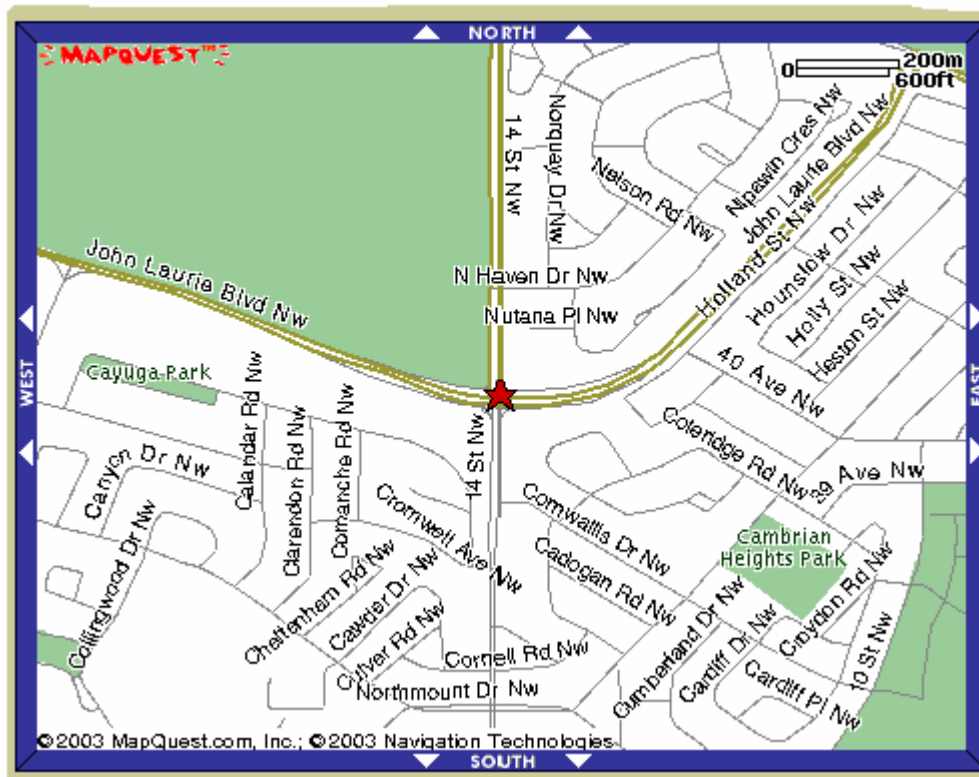 NORTH
MAPQUEST™
0
200m
600ft
14 St Nw
Norquay Dr Nw
Nelson Rd Nw
Nipawin Cres Nw
John Laurie Blvd Nw
Holland St Nw
John Laurie Blvd Nw
N Haven Dr Nw
Nutana Pl Nw
Hounslow Dr Nw
Holly St Nw
Heston St Nw
WEST
EAST
Cayuga Park
40 Ave Nw
Calandar Rd Nw
Clarendon Rd Nw
Comanche Rd Nw
14 St Nw
Coleridge Rd Nw
39 Ave Nw
Canyon Dr Nw
Collingwood Dr Nw
Cromwell Ave Nw
Cornwallis Dr Nw
Cadogan Rd Nw
Cambrian
Heights Park
Cheltenham Rd Nw
Cawder Dr Nw
Culver Rd Nw
Cornell Rd Nw
Northmount Dr Nw
Cumberland Dr Nw
Cardiff Dr Nw
Croydon Rd Nw
Cardiff Pl Nw
10 St Nw
©2003 MapQuest.com, Inc.; ©2003 Navigation Technologies
SOUTH